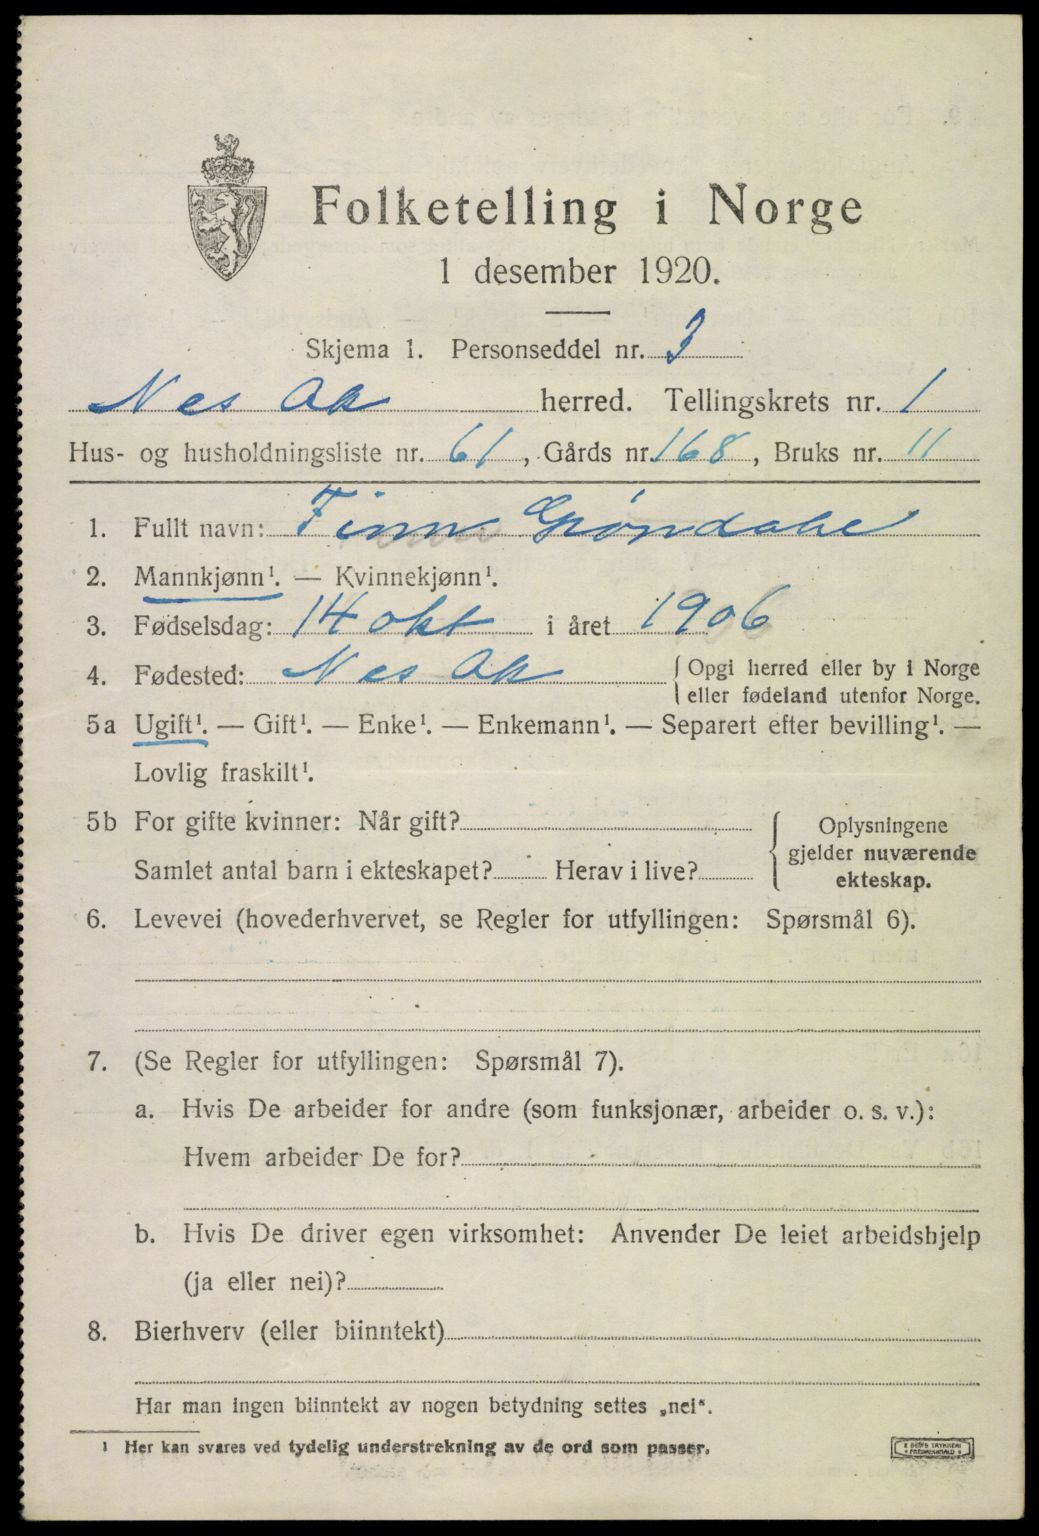 Folketelling i Norge
1 desember 1920.
Skjema 1. Personseddel nr. 3
Nes Ak herred. Tellingskrets nr. 1
Hus- og husholdningsliste nr. 61, Gårds nr. 168, Bruks nr. 11
1. Fullt navn: Finn Grøndahl
2. Mannkjønn¹. — Kvinnekjønn¹.
3. Fødselsdag: 14 okt i året 1906
4. Fødested: Nes Ak { Opgi herred eller by i Norge
eller fødeland utenfor Norge.
5a Ugift¹. — Gift¹. — Enke¹. — Enkemann¹. — Separert efter bevilling¹. —
Lovlig fraskilt¹.
5b For gifte kvinner: Når gift?
Samlet antal barn i ekteskapet? Herav i live?
{ Oplysningene
gjelder nuværende
ekteskap.
6. Levevei (hovederhvervet, se Regler for utfyllingen: Spørsmål 6).
7. (Se Regler for utfyllingen: Spørsmål 7).
a. Hvis De arbeider for andre (som funksjonær, arbeider o. s. v.):
Hvem arbeider De for?
b. Hvis De driver egen virksomhet: Anvender De leiet arbeidshjelp
(ja eller nei)?
8. Bierhverv (eller biinntekt)
Har man ingen biinntekt av nogen betydning settes „nei".
¹ Her kan svares ved tydelig understrekning av de ord som passer.